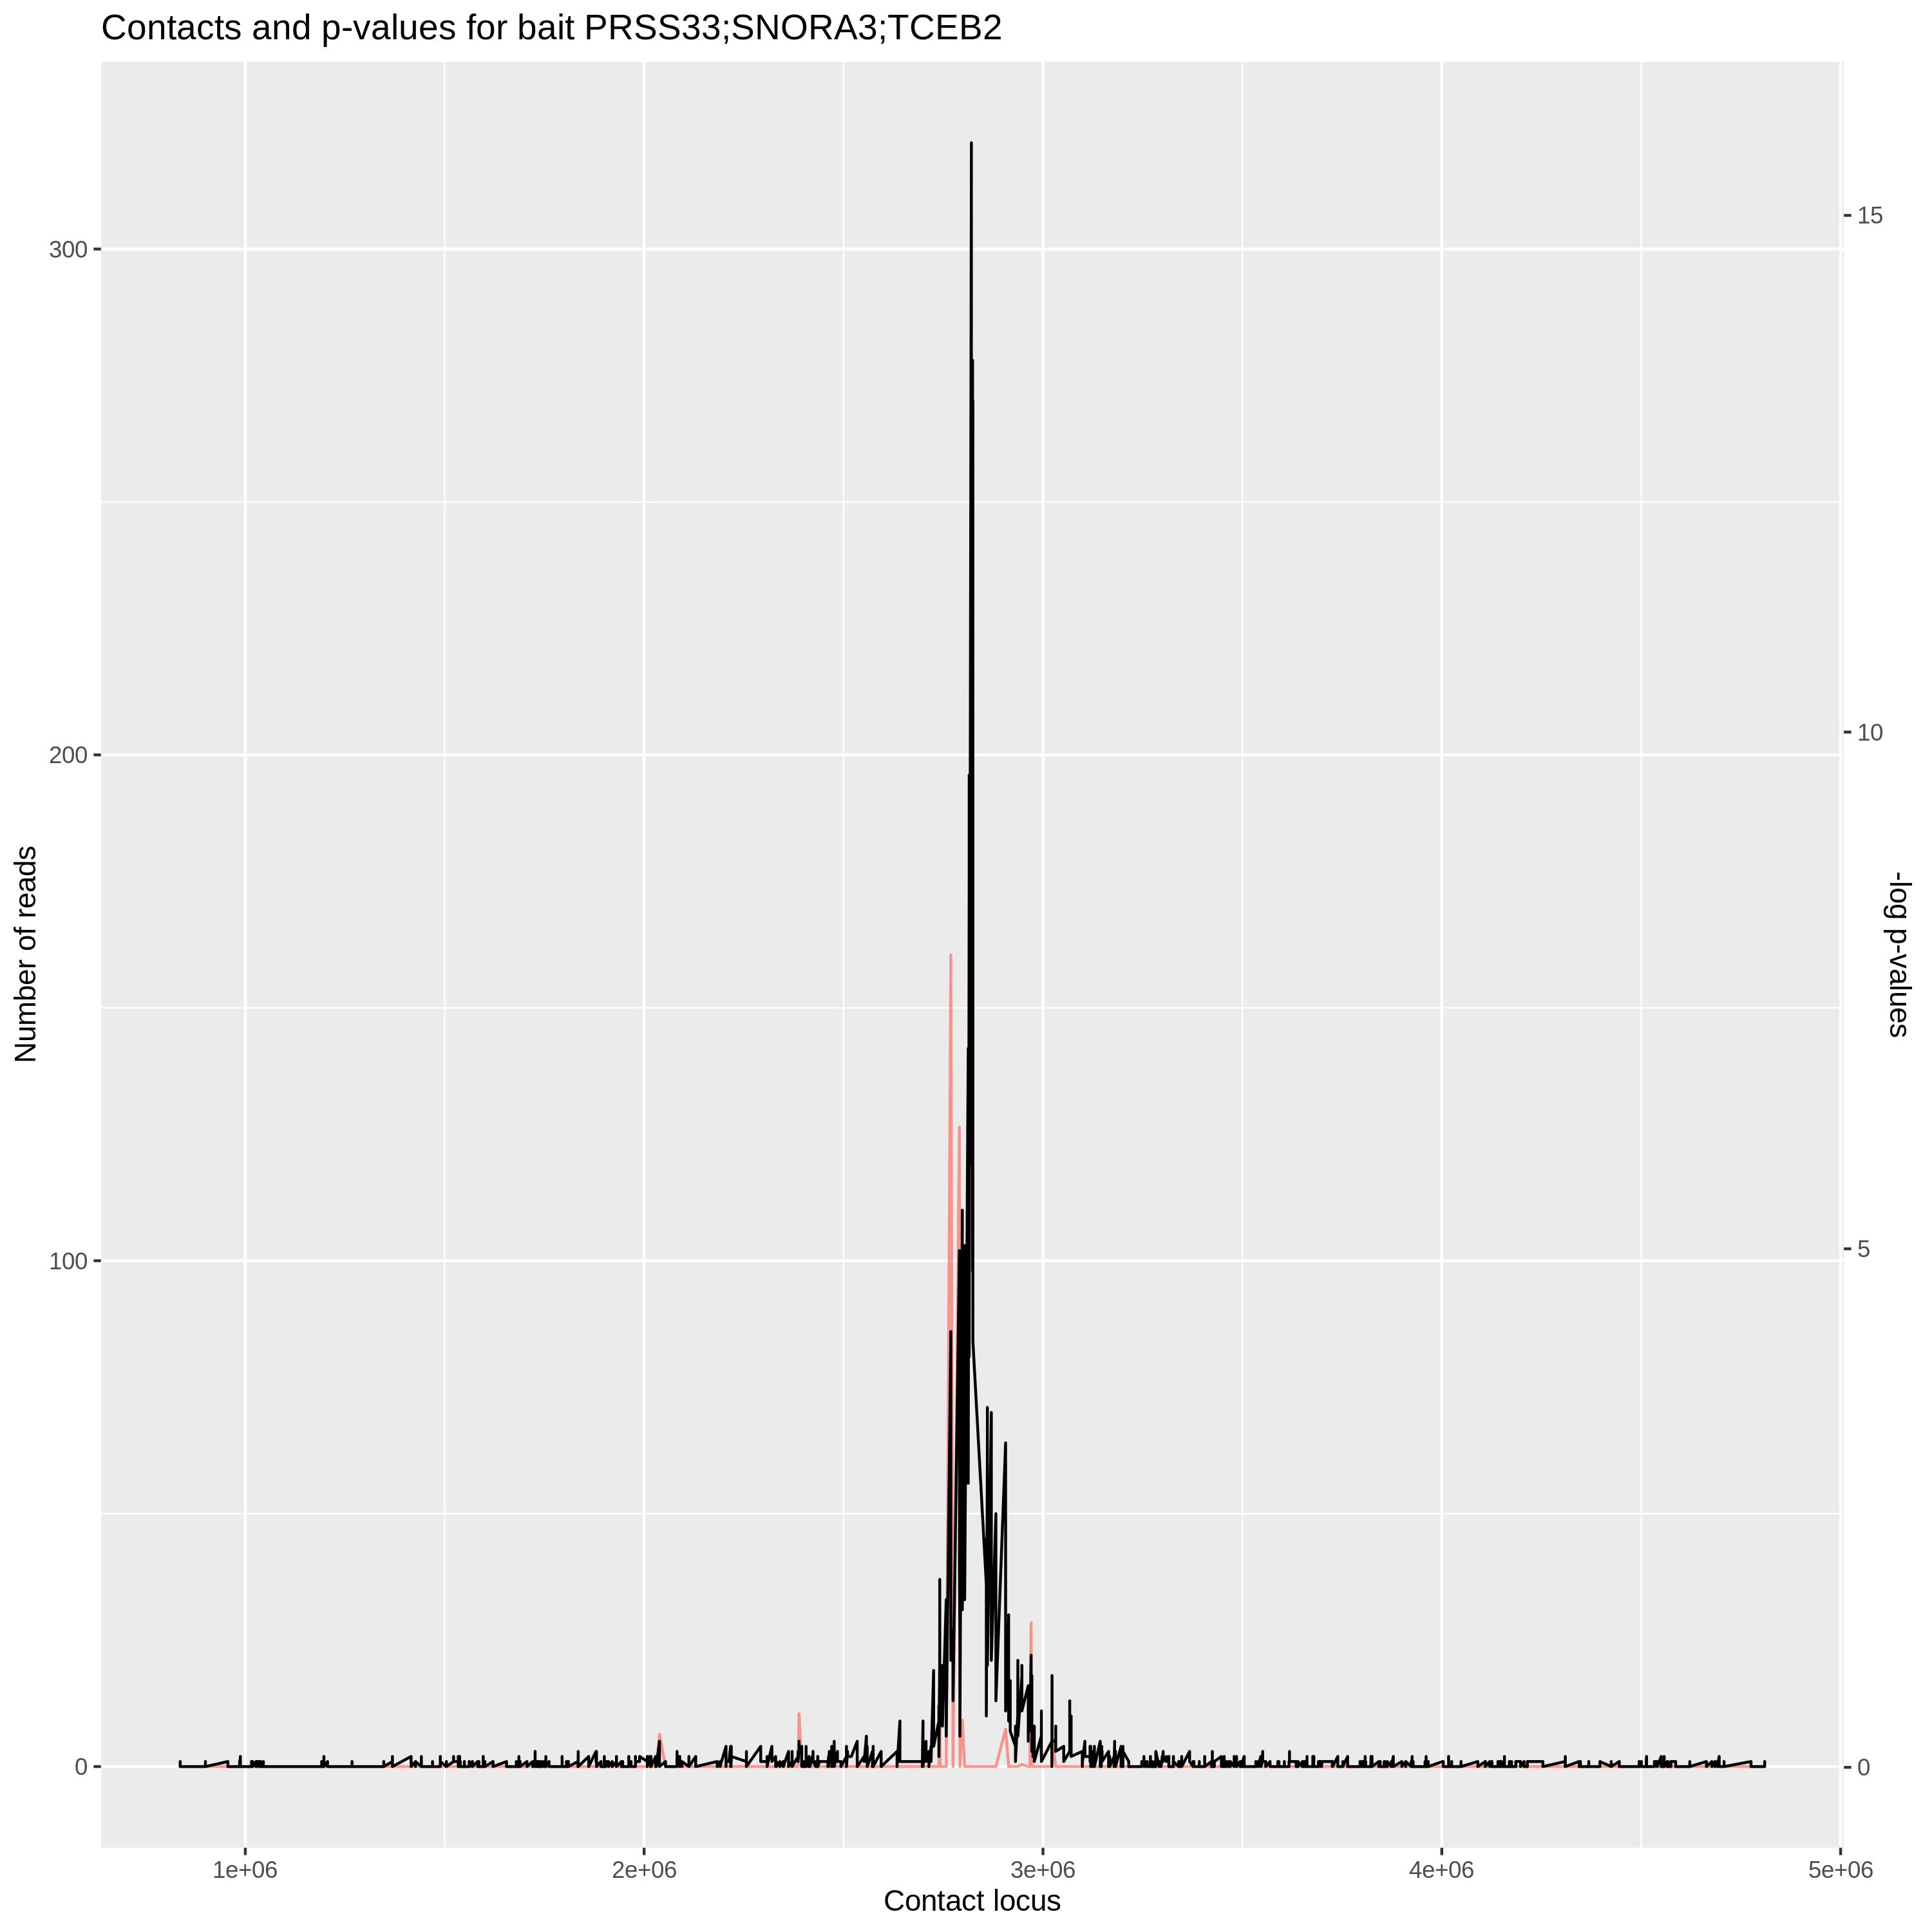 Contacts and p-values for bait PRSS33;SNORA3;TCEB2
Number of reads
300
200
100
0
15
10
5
0
-log p-values
1e+06 2e+06 3e+06 4e+06 5e+06
Contact locus